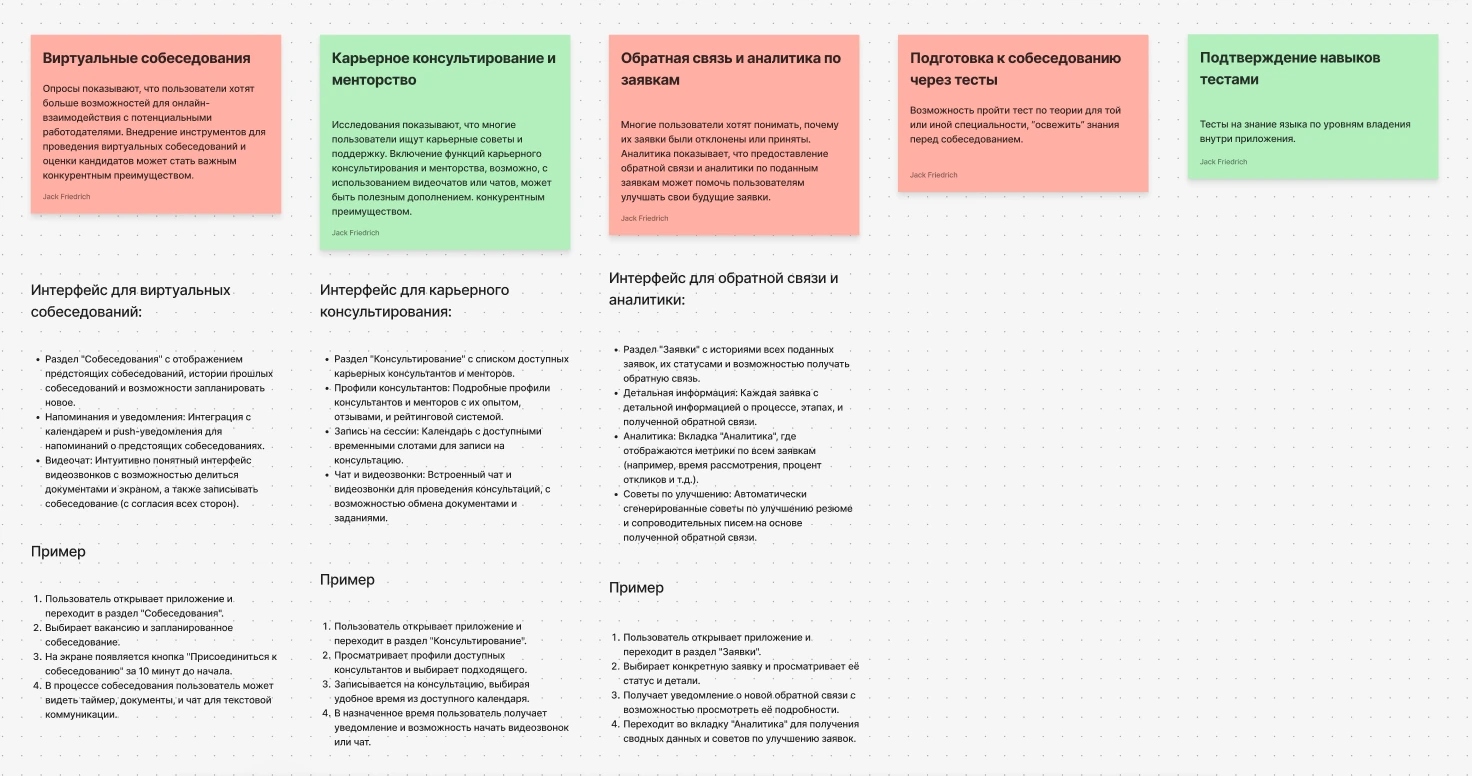 Виртуальные собеседования
Опросы показывают, что пользователи хотят
больше возможностей для онлайн-
взаимодействия с потенциальными
работодателями. Внедрение инструментов для
проведения виртуальных собеседований и
оценки кандидатов может стать важным
конкурентным преимуществом.
Jack Friedrich
Интерфейс для виртуальных
собеседований:
• Раздел "Собеседования" с отображением
предстоящих собеседований, истории прошлых
собеседований и возможности запланировать
новое.
• Напоминания и уведомления: Интеграция с
календарем и push-уведомления для
напоминаний о предстоящих собеседованиях.
• Видеочат: Интуитивно понятный интерфейс
видеозвонков с возможностью делиться
документами и экраном, а также записывать
собеседование (с согласия всех сторон).
Пример
1. Пользователь открывает приложение и
переходит в раздел "Собеседования".
2. Выбирает вакансию и запланированное
собеседование.
3. На экране появляется кнопка "Присоединиться к
собеседованию" за 10 минут до начала.
4. В процессе собеседования пользователь может
видеть таймер, документы, и чат для текстовой
коммуникации.
Карьерное консультирование и
менторство
Исследования показывают, что многие
пользователи ищут карьерные советы и
поддержку. Включение функций карьерного
консультирования и менторства, возможно, с
использованием видеочатов или чатов, может
быть полезным дополнением. конкурентным
преимуществом.
Jack Friedrich
Интерфейс для карьерного
консультирования:
• Раздел "Консультирование" с списком доступных
карьерных консультантов и менторов.
• Профили консультантов: Подробные профили
консультантов и менторов с их опытом,
отзывами, и рейтинговой системой.
• Запись на сессии: Календарь с доступными
временными слотами для записи на
консультацию.
• Чат и видеозвонки: Встроенный чат и
видеозвонки для проведения консультаций, с
возможностью обмена документами и
заданиями.
Пример
1. Пользователь открывает приложение и
переходит в раздел "Консультирование".
2. Просматривает профили доступных
консультантов и выбирает подходящего.
3. Записывается на консультацию, выбирая
удобное время из доступного календаря.
4. В назначенное время пользователь получает
уведомление и возможность начать видеозвонок
или чат.
Обратная связь и аналитика по
заявкам
Многие пользователи хотят понимать, почему
их заявки были отклонены или приняты.
Аналитика показывает, что предоставление
обратной связи и аналитики по поданным
заявкам может помочь пользователям
улучшать свои будущие заявки.
Jack Friedrich
Интерфейс для обратной связи и
аналитики:
• Раздел "Заявки" с историями всех поданных
заявок, их статусами и возможностью получать
обратную связь.
• Детальная информация: Каждая заявка с
детальной информацией о процессе, этапах, и
полученной обратной связи.
• Аналитика: Вкладка "Аналитика", где
отображаются метрики по всем заявкам
(например, время рассмотрения, процент
откликов и т.д.).
• Советы по улучшению: Автоматически
сгенерированные советы по улучшению резюме
и сопроводительных писем на основе
полученной обратной связи.
Пример
1. Пользователь открывает приложение и
переходит в раздел "Заявки".
2. Выбирает конкретную заявку и просматривает её
статус и детали.
3. Получает уведомление о новой обратной связи с
возможностью просмотреть её подробности.
4. Переходит во вкладку "Аналитика" для получения
сводных данных и советов по улучшению заявок.
Подготовка к собеседованию
через тесты
Возможность пройти тест по теории для той
или иной специальности, "освежить" знания
перед собеседованием.
Jack Friedrich
Подтверждение навыков
тестами
Тесты на знание языка по уровням владения
внутри приложения.
Jack Friedrich